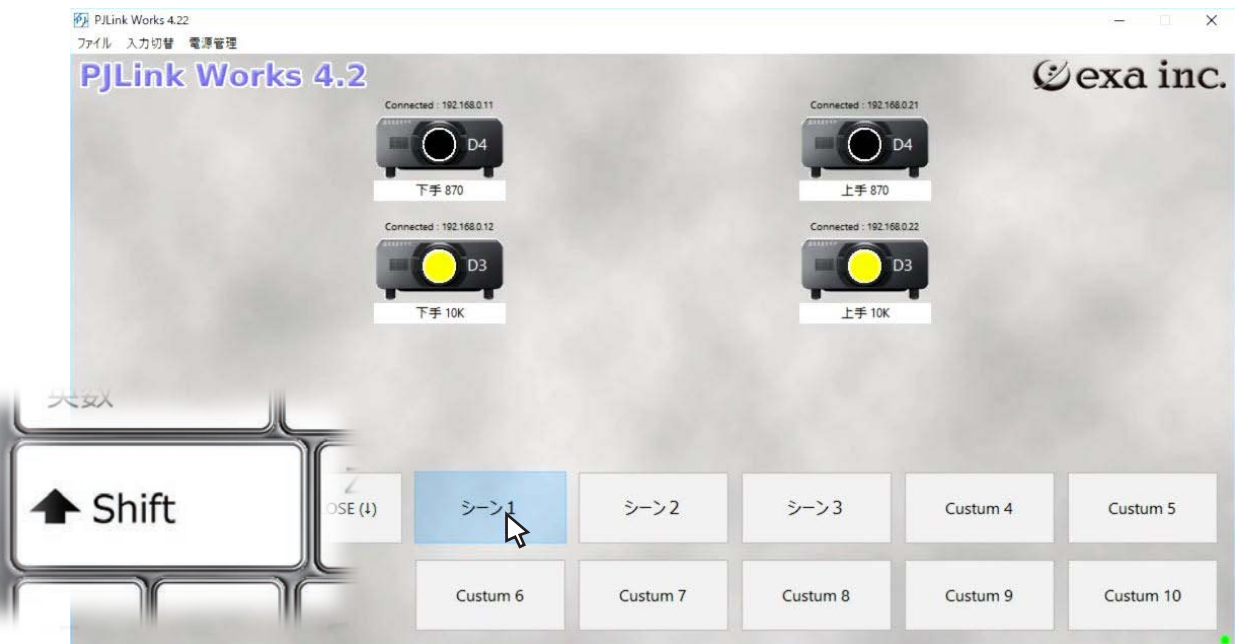 PJLink Works 4.22
ファイル 入力切替 電源管理
PJLink Works 4.2
exa inc.
Connected : 192.168.0.11
D4
下手 870
Connected : 192.168.0.21
D4
上手 870
Connected : 192.168.0.12
D3
下手 10K
Connected : 192.168.0.22
D3
上手 10K
英数
Shift
Z
OSE (↓)
シーン1
シーン2
シーン3
Custum 4
Custum 5
Custum 6
Custum 7
Custum 8
Custum 9
Custum 10